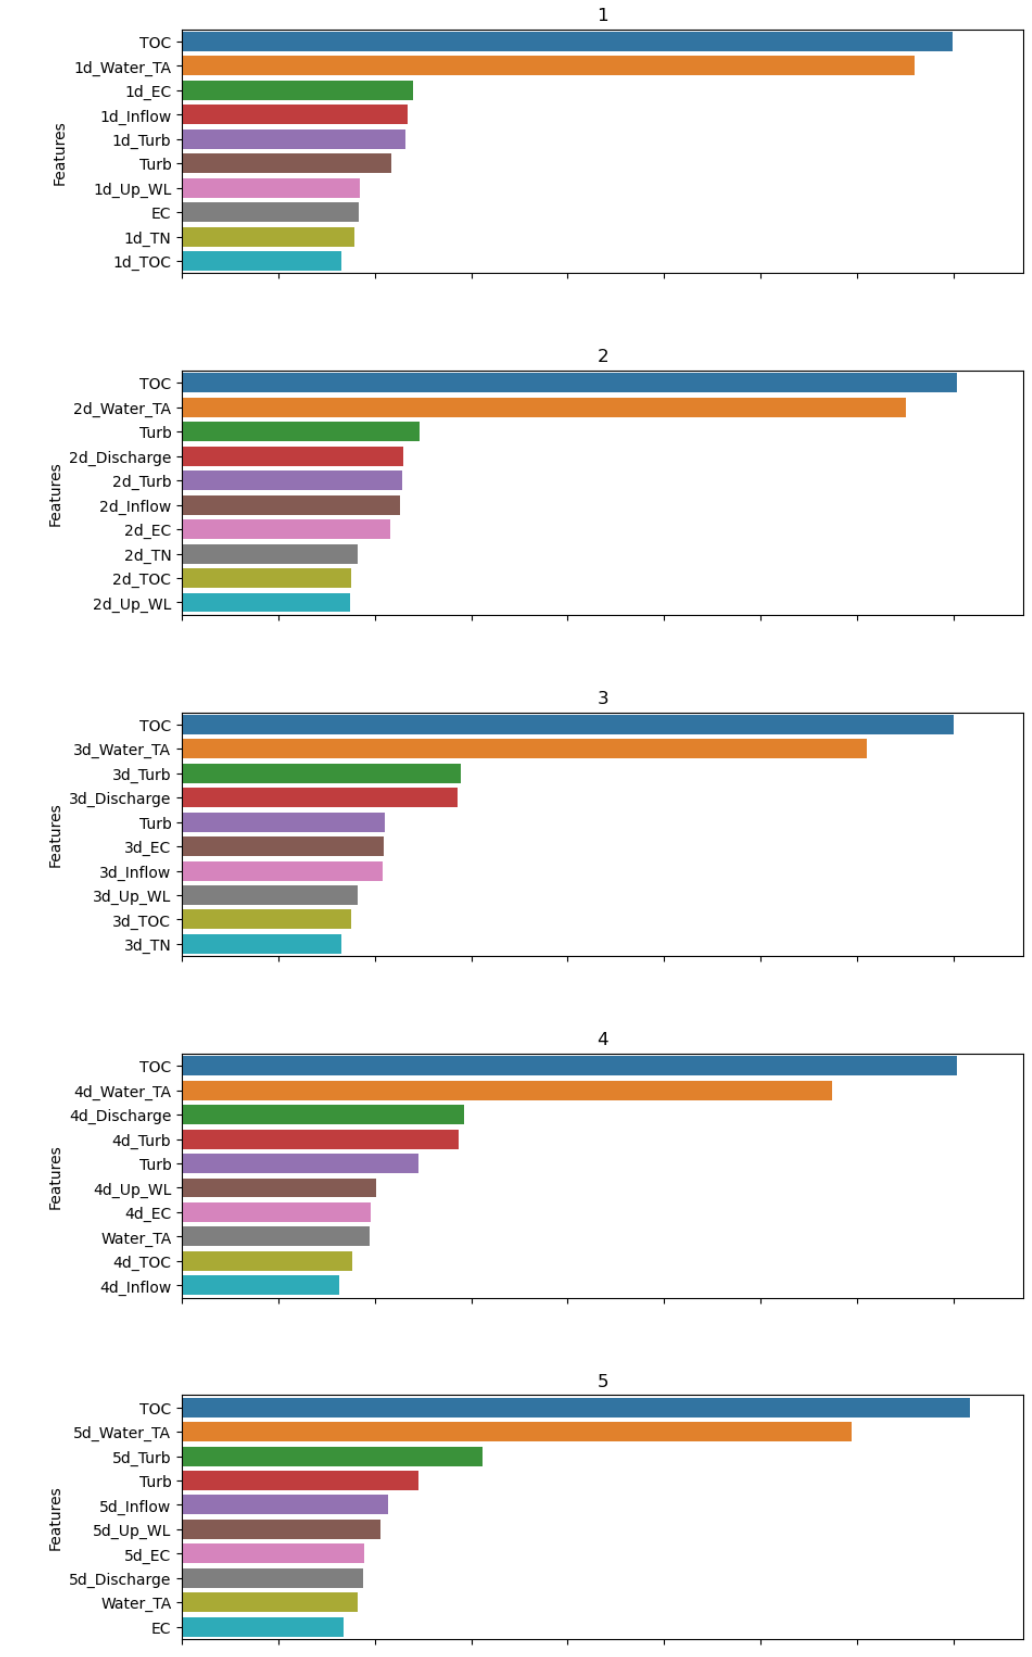 1
TOC
1d_Water_TA
1d_EC
1d_Inflow
1d_Turb
Turb
1d_Up_WL
EC
1d_TN
1d_TOC
Features
2
TOC
2d_Water_TA
Turb
2d_Discharge
2d_Turb
2d_Inflow
2d_EC
2d_TN
2d_TOC
2d_Up_WL
Features
3
TOC
3d_Water_TA
3d_Turb
3d_Discharge
Turb
3d_EC
3d_Inflow
3d_Up_WL
3d_TOC
3d_TN
Features
4
TOC
4d_Water_TA
4d_Discharge
4d_Turb
Turb
4d_Up_WL
4d_EC
Water_TA
4d_TOC
4d_Inflow
Features
5
TOC
5d_Water_TA
5d_Turb
Turb
5d_Inflow
5d_Up_WL
5d_EC
5d_Discharge
Water_TA
EC
Features